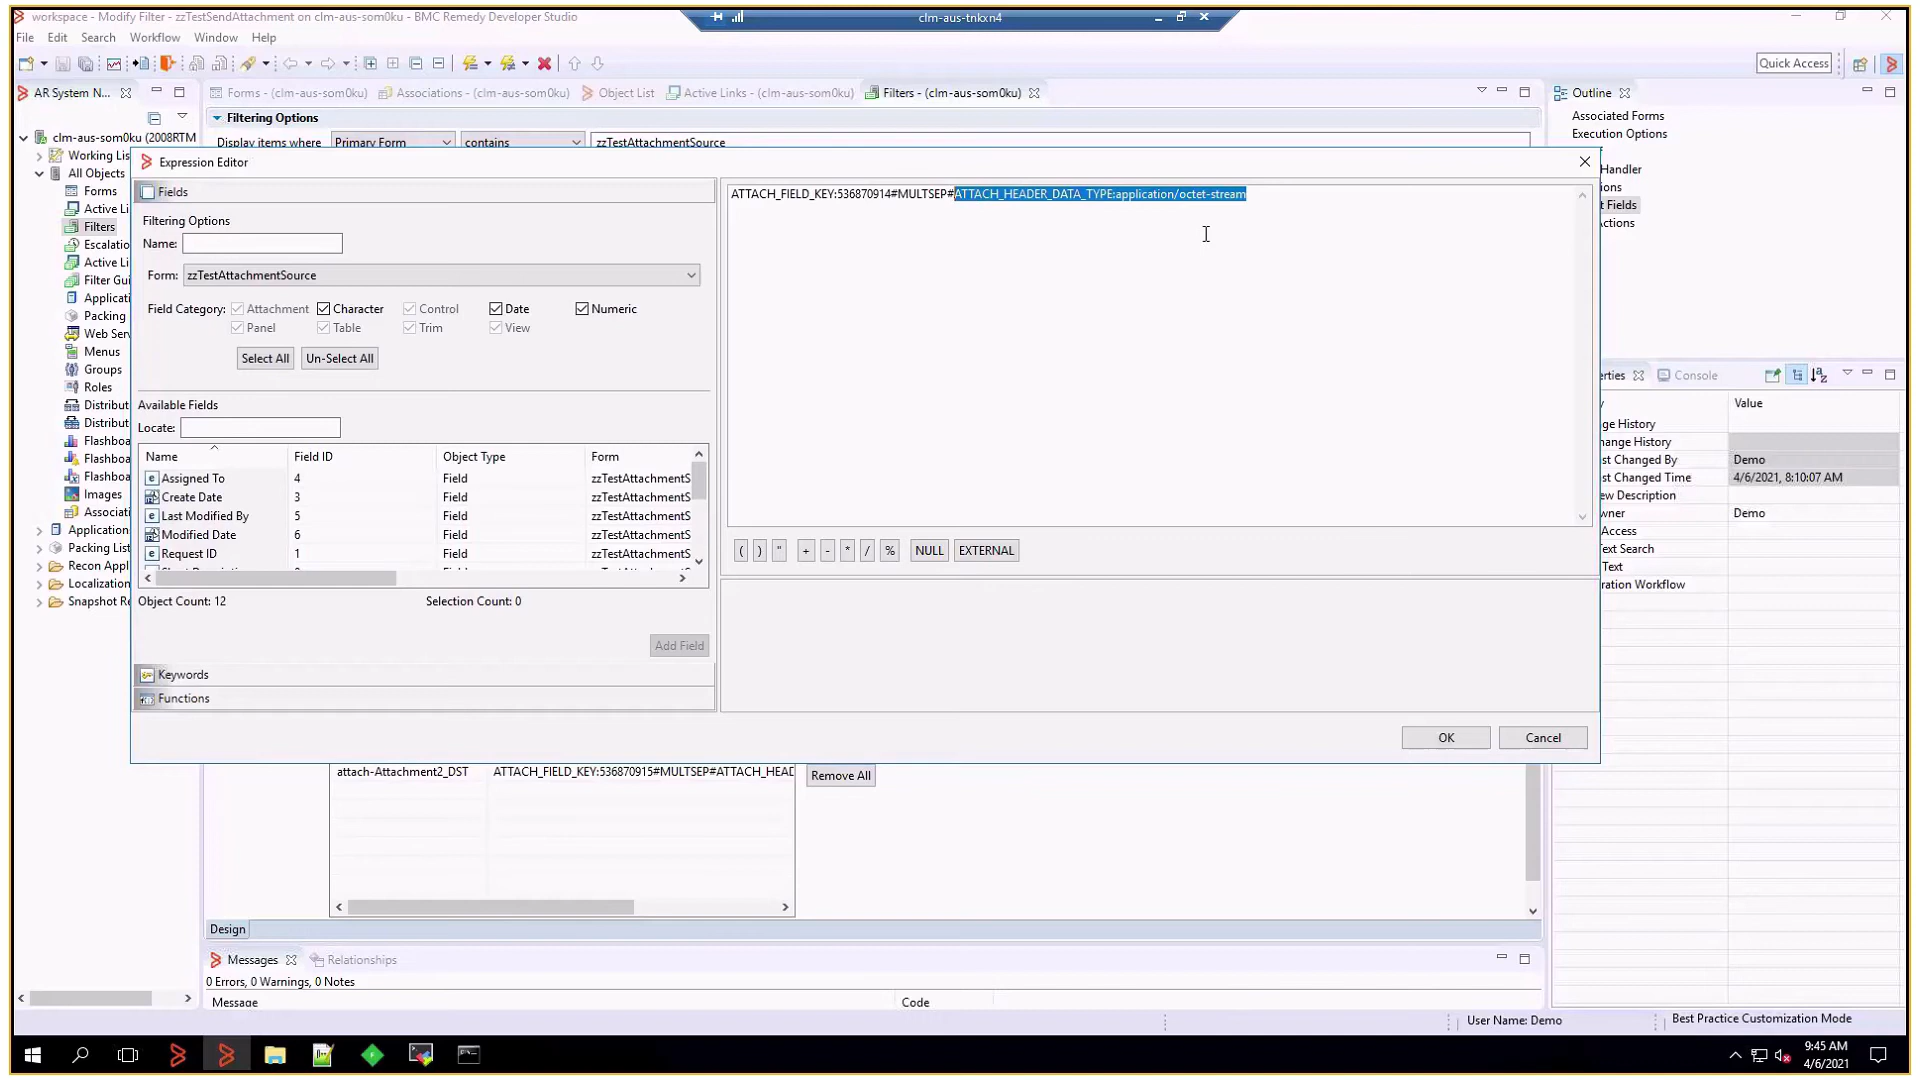 workspace - Modify Filter - zzTestSendAttachment on clm-aus-som0ku - BMC Remedy Developer Studio
clm-aus-tnkxn4
File Edit Search Workflow Window Help
Quick Access
AR System N...
Forms - (clm-aus-som0ku) Associations - (clm-aus-som0ku) Object List Active Links - (clm-aus-som0ku) Filters - (clm-aus-som0ku)
Outline
Filtering Options
Associated Forms
Execution Options
clm-aus-som0ku (2008RTM
Display items where Primary Form contains zzTestAttachmentSource
Working Lis
All Objects
Forms
Active Li
Filters
Escalatio
Active Li
Filter Gui
Applicat
Packing
Web Serv
Menus
Groups
Roles
Distribut
Distribut
Flashboa
Flashboa
Flashboa
Images
Associati
Application
Packing List
Recon Appl
Localization
Snapshot Re
Expression Editor
Fields
Filtering Options
Name:
Form: zzTestAttachmentSource
Field Category: Attachment Character Control Date Numeric
Panel Table Trim View
Select All Un-Select All
Available Fields
Locate:
Name Field ID Object Type Form
Assigned To 4 Field zzTestAttachmentS
Create Date 3 Field zzTestAttachmentS
Last Modified By 5 Field zzTestAttachmentS
Modified Date 6 Field zzTestAttachmentS
Request ID 1 Field zzTestAttachmentS
Object Count: 12 Selection Count: 0
Add Field
Keywords
Functions
ATTACH_FIELD_KEY:536870914#MULTSEP#ATTACH_HEADER_DATA_TYPE:application/octet-stream
( ) " + - * / % NULL EXTERNAL
OK Cancel
Handler
ions
t Fields
Actions
erties Console
y Value
ge History
hange History
st Changed By Demo
st Changed Time 4/6/2021, 8:10:07 AM
ew Description
wner Demo
Access
Text Search
Text
ration Workflow
attach-Attachment2_DST ATTACH_FIELD_KEY:536870915#MULTSEP#ATTACH_HEAD
Remove All
Design
Messages Relationships
0 Errors, 0 Warnings, 0 Notes
Message Code
User Name: Demo Best Practice Customization Mode
9:45 AM
4/6/2021